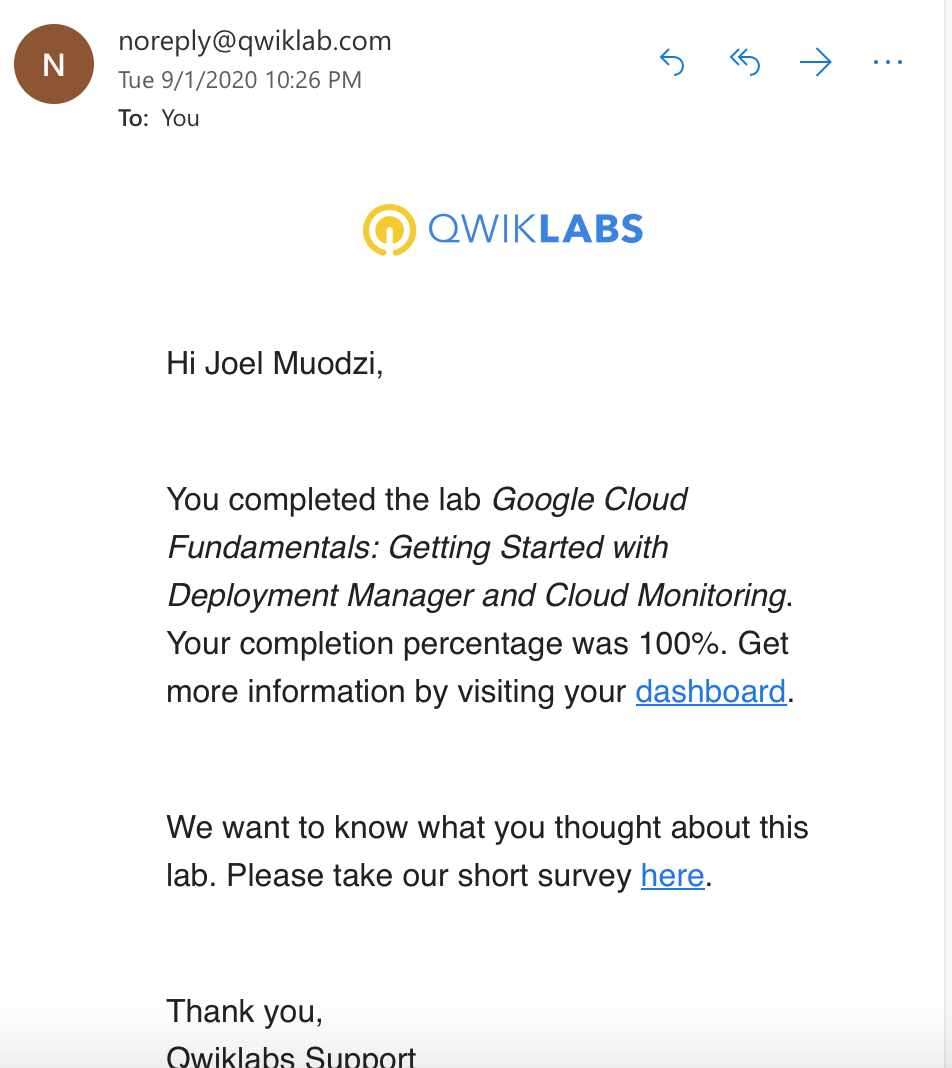 N
noreply@qwiklab.com
Tue 9/1/2020 10:26 PM
To: You
QWIKLABS
Hi Joel Muodzi,
You completed the lab Google Cloud
Fundamentals: Getting Started with
Deployment Manager and Cloud Monitoring.
Your completion percentage was 100%. Get
more information by visiting your dashboard.
We want to know what you thought about this
lab. Please take our short survey here.
Thank you,
Qwiklabs Support